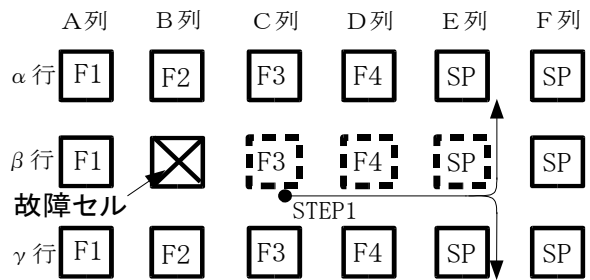 A列 B列 C列 D列 E列 F列
α行 F1 F2 F3 F4 SP SP
β行 F1 F3 F4 SP SP
故障セル
STEP1
γ行 F1 F2 F3 F4 SP SP